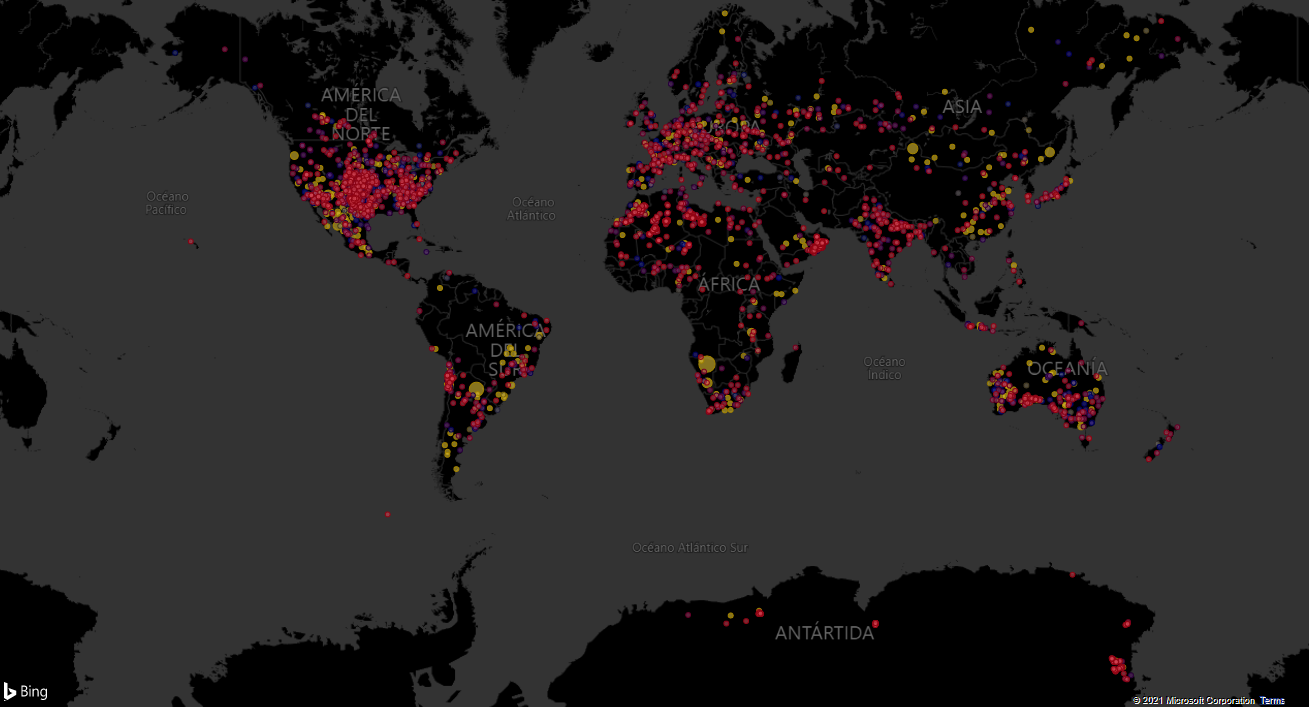 AMÉRICA
DEL
NORTE
EUROPA
ASIA
Océano
Pacífico
Océano
Atlántico
ÁFRICA
AMÉRICA
DEL
SUR
Océano
Índico
OCEANÍA
Océano Atlántico Sur
ANTÁRTIDA
Bing
© 2021 Microsoft Corporation Terms